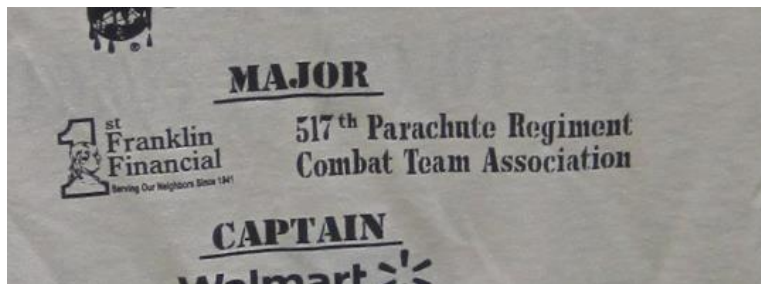 ®
MAJOR
1st Franklin Financial
Serving Our Neighbors Since 1941
517th Parachute Regiment
Combat Team Association
CAPTAIN
Walmart